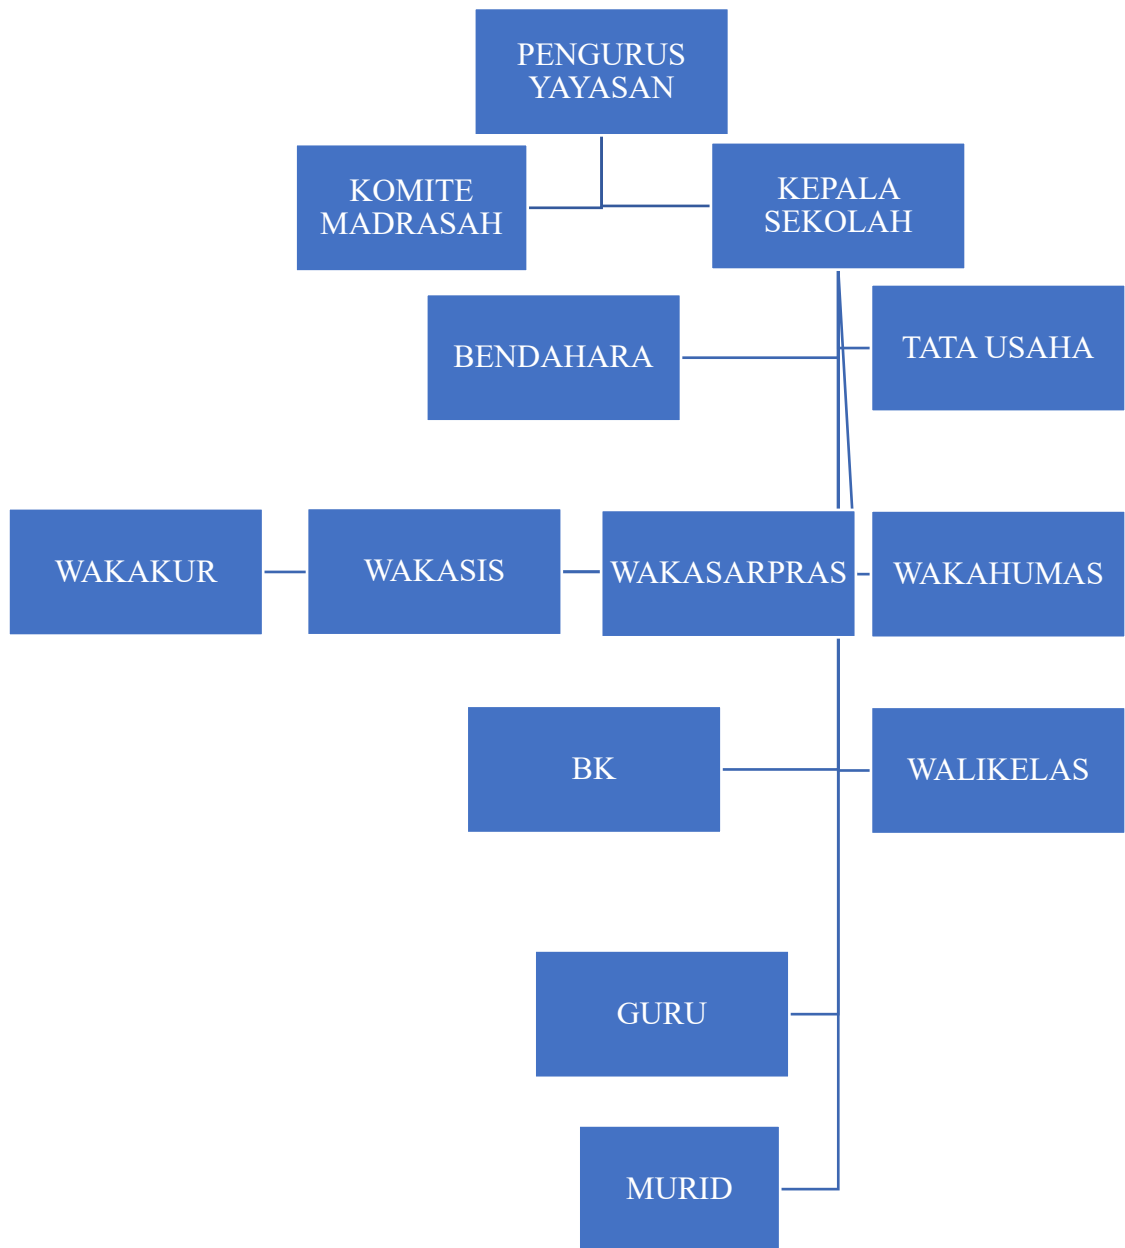 PENGURUS
YAYASAN
KOMITE
MADRASAH
KEPALA
SEKOLAH
BENDAHARA
TATA USAHA
WAKAKUR
WAKASIS
WAKASARPRAS
WAKAHUMAS
BK
WALIKELAS
GURU
MURID